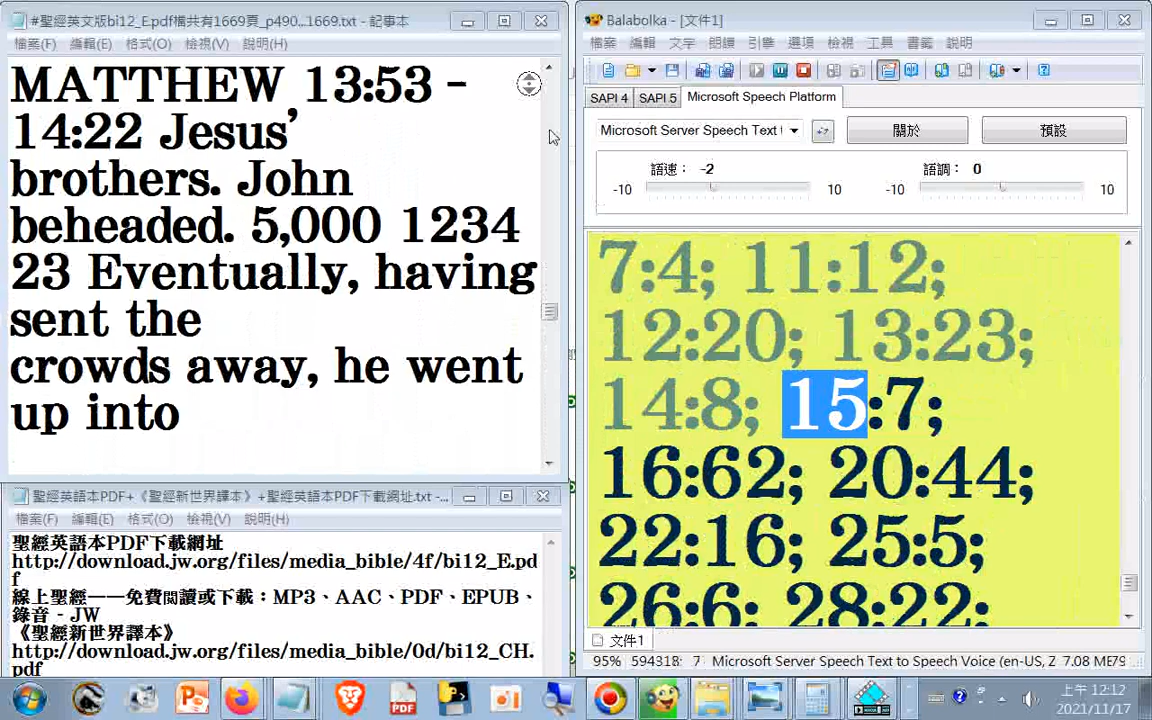 #聖經英文版bi12_E.pdf檔共有1669頁_p490...1669.txt - 記事本
檔案(F) 編輯(E) 格式(O) 檢視(V) 說明(H)
MATTHEW 13:53 -
14:22 Jesus’
brothers. John
beheaded. 5,000 1234
23 Eventually, having
sent the
crowds away, he went
up into
聖經英語本PDF+《聖經新世界譯本》+聖經英語本PDF下載網址.txt -...
檔案(F) 編輯(E) 格式(O) 檢視(V) 說明(H)
聖經英語本PDF下載網址
http://download.jw.org/files/media_bible/4f/bi12_E.pd
f
線上聖經——免費閱讀或下載：MP3、AAC、PDF、EPUB、
錄音 - JW
《聖經新世界譯本》
http://download.jw.org/files/media_bible/0d/bi12_CH.
pdf
Balabolka - [文件1]
檔案 編輯 文字 朗讀 引擎 選項 檢視 工具 書籤 說明
SAPI 4 SAPI 5 Microsoft Speech Platform
Microsoft Server Speech Text 關於 預設
語速： -2 語調： 0
-10 10 -10 10
7:4; 11:12;
12:20; 13:23;
14:8; 15:7;
16:62; 20:44;
22:16; 25:5;
26:6; 28:22;
文件1
95% 594318: 7 Microsoft Server Speech Text to Speech Voice (en-US, Z 7.08 ME
上午 12:12
2021/11/17